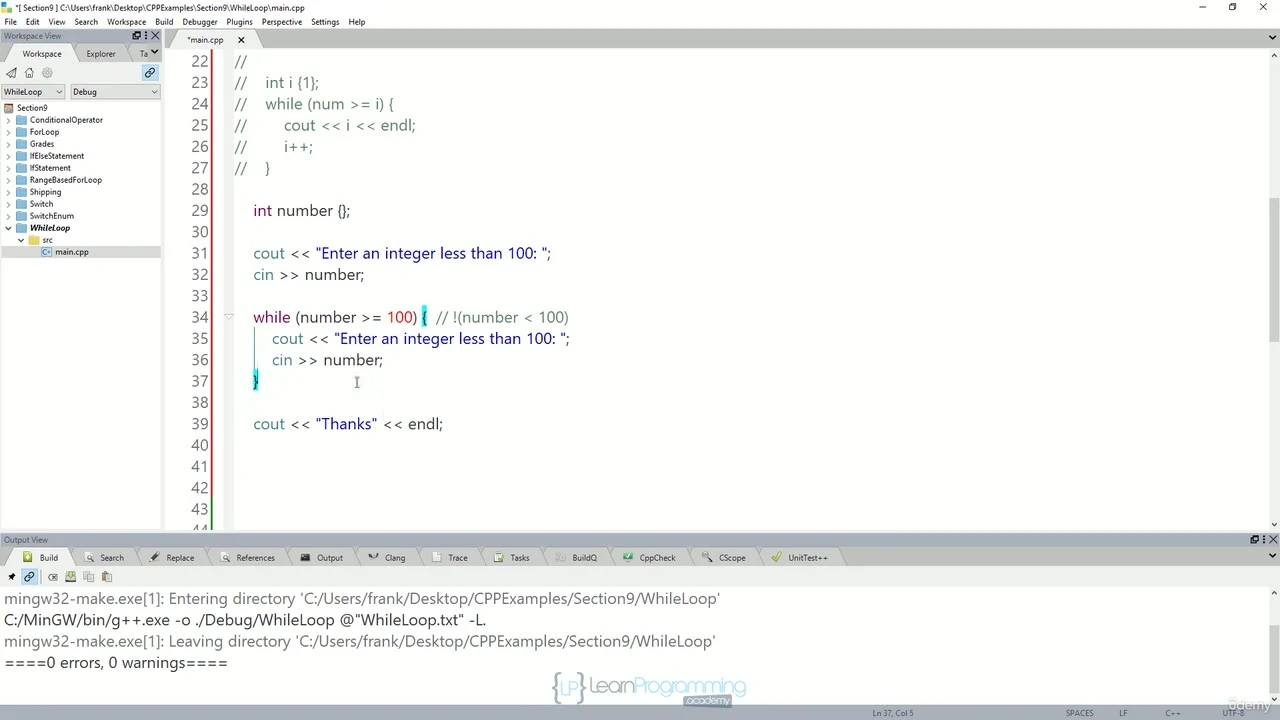 *[ Section9 ] C:\Users\frank\Desktop\CPPExamples\Section9\WhileLoop\main.cpp
File Edit View Search Workspace Build Debugger Plugins Perspective Settings Help
Workspace View
*main.cpp
Workspace Explorer Ta
WhileLoop Debug
Section9
ConditionalOperator
ForLoop
Grades
IfElseStatement
IfStatement
RangeBasedForLoop
Shipping
Switch
SwitchEnum
WhileLoop
src
main.cpp
22 //
23 // int i {1};
24 // while (num >= i) {
25 // cout << i << endl;
26 // i++;
27 // }
28
29 int number {};
30
31 cout << "Enter an integer less than 100: ";
32 cin >> number;
33
34 while (number >= 100) { // !(number < 100)
35 cout << "Enter an integer less than 100: ";
36 cin >> number;
37 }
38
39 cout << "Thanks" << endl;
40
41
42
43
44
Output View
Build Search Replace References Output Clang Trace Tasks BuildQ CppCheck CScope UnitTest++
mingw32-make.exe[1]: Entering directory 'C:/Users/frank/Desktop/CPPExamples/Section9/WhileLoop'
C:/MinGW/bin/g++.exe -o ./Debug/WhileLoop @"WhileLoop.txt" -L.
mingw32-make.exe[1]: Leaving directory 'C:/Users/frank/Desktop/CPPExamples/Section9/WhileLoop'
====0 errors, 0 warnings====
{LP} LearnProgramming
academy
Ln 37, Col 5 SPACES LF C++ UTF-8
udemy